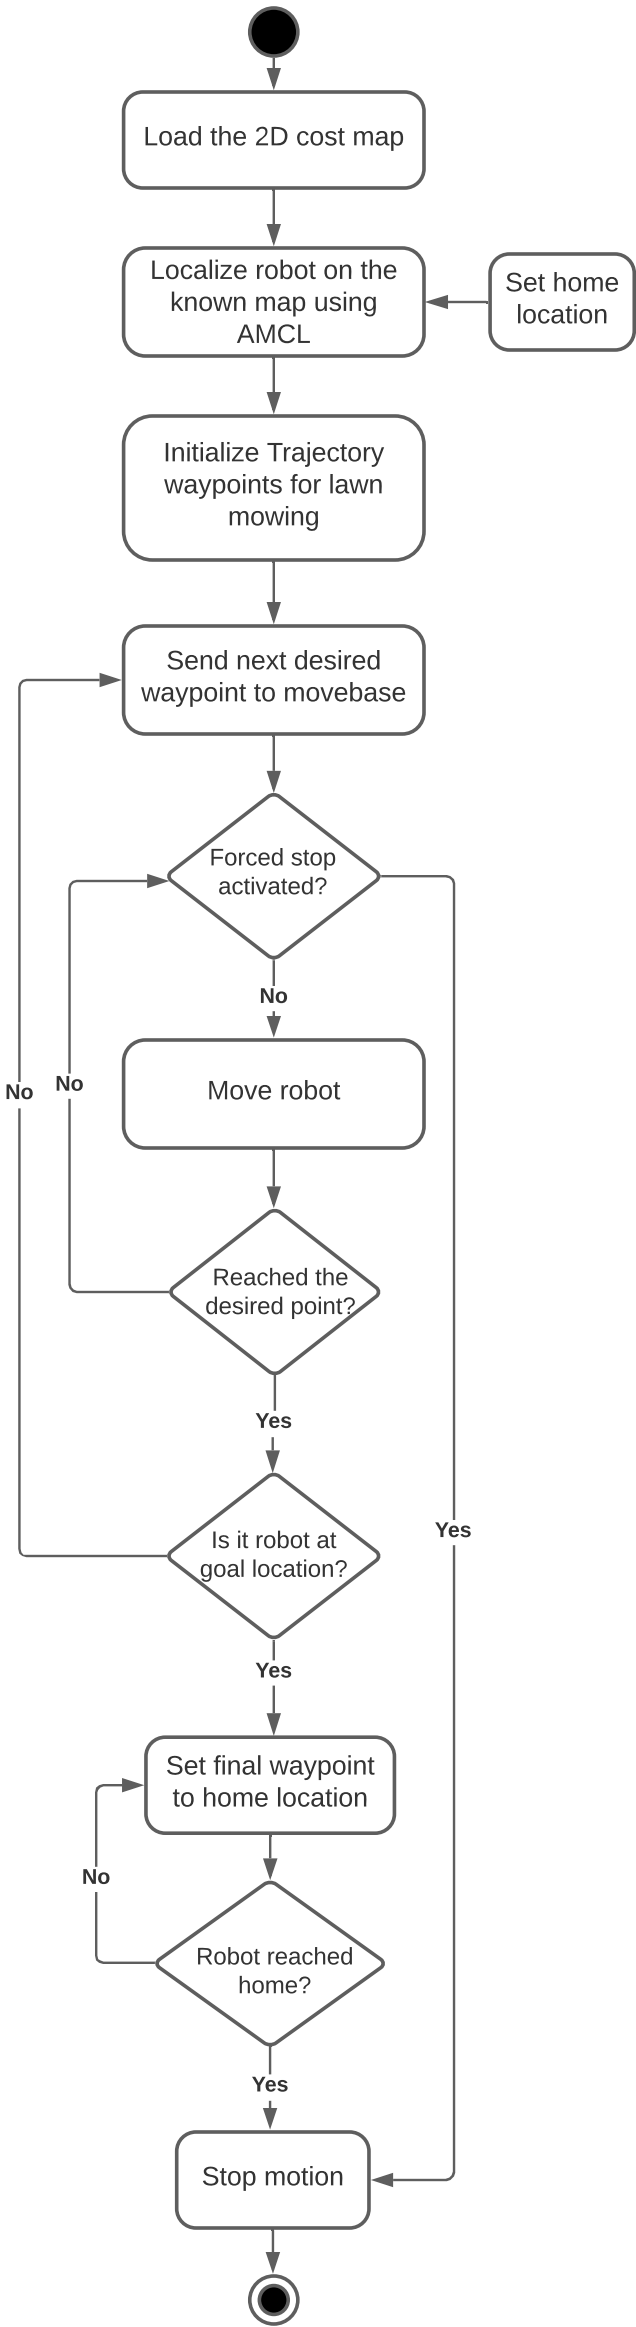 Load the 2D cost map
Localize robot on the
known map using
AMCL
Set home
location
Initialize Trajectory
waypoints for lawn
mowing
Send next desired
waypoint to movebase
Forced stop
activated?
No
Move robot
No
No
Reached the
desired point?
Yes
Is it robot at
goal location?
Yes
Yes
Set final waypoint
to home location
No
Robot reached
home?
Yes
Stop motion